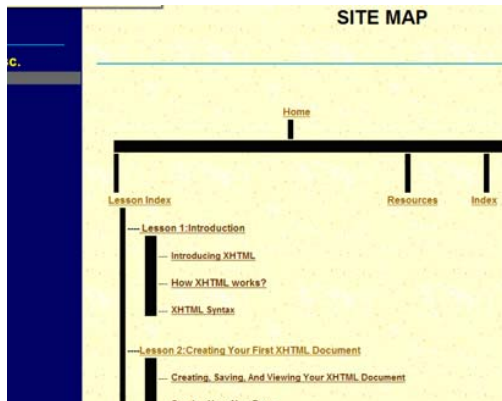 SITE MAP
sc.
Home
Lesson Index
Resources
Index
Lesson 1:Introduction
Introducing XHTML
How XHTML works?
XHTML Syntax
Lesson 2:Creating Your First XHTML Document
Creating, Saving, And Viewing Your XHTML Document